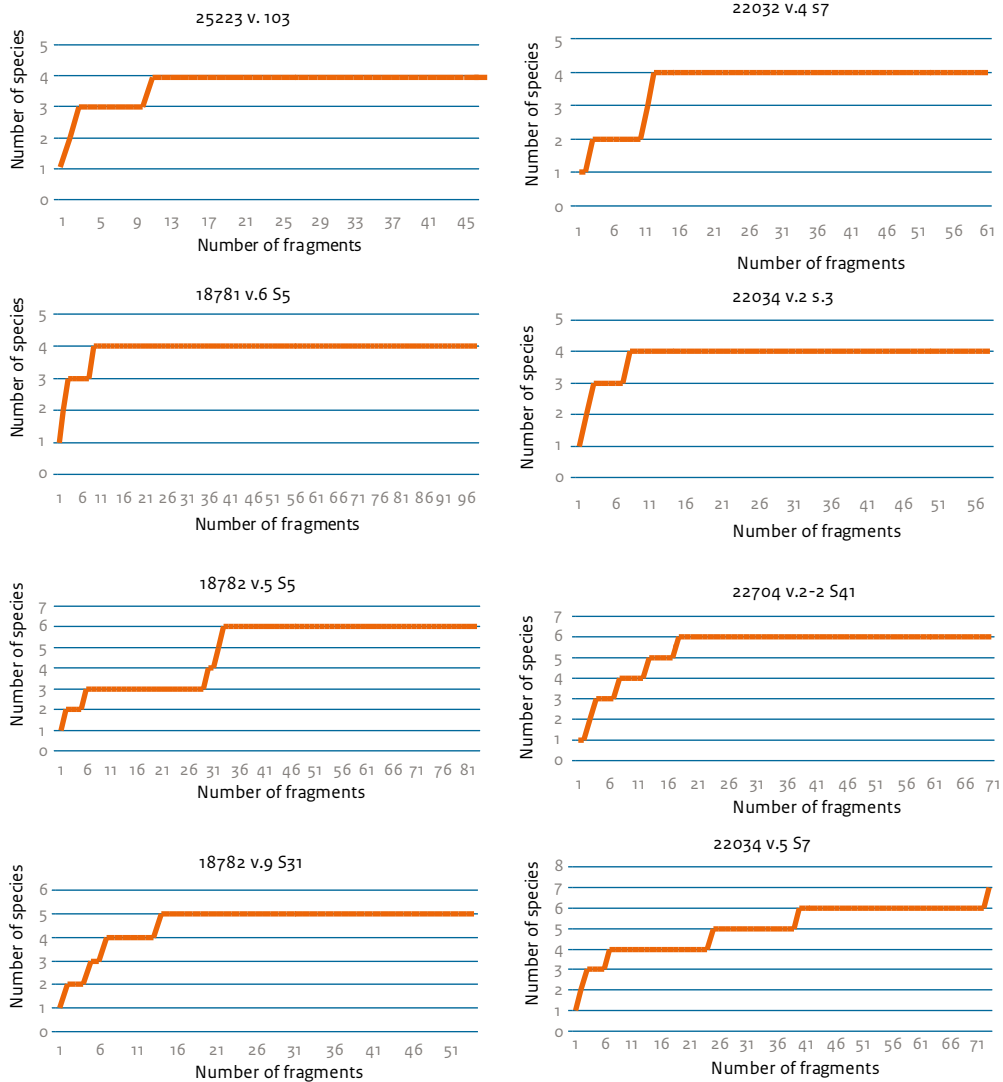 25223 v. 103
Number of species
5
4
3
2
1
0
1 5 9 13 17 21 25 29 33 37 41 45
Number of fragments
22032 v.4 s7
Number of species
5
4
3
2
1
0
1 6 11 16 21 26 31 36 41 46 51 56 61
Number of fragments
18781 v.6 S5
Number of species
5
4
3
2
1
0
1 6 11 16 21 26 31 36 41 46 51 56 61 66 71 76 81 86 91 96
Number of fragments
22034 v.2 s.3
Number of species
5
4
3
2
1
0
1 6 11 16 21 26 31 36 41 46 51 56
Number of fragments
18782 v.5 S5
Number of species
7
6
5
4
3
2
1
0
1 6 11 16 21 26 31 36 41 46 51 56 61 66 71 76 81
Number of fragments
22704 v.2-2 S41
Number of species
7
6
5
4
3
2
1
0
1 6 11 16 21 26 31 36 41 46 51 56 61 66 71
Number of fragments
18782 v.9 S31
Number of species
6
5
4
3
2
1
0
1 6 11 16 21 26 31 36 41 46 51
Number of fragments
22034 v.5 S7
Number of species
8
7
6
5
4
3
2
1
0
1 6 11 16 21 26 31 36 41 46 51 56 61 66 71
Number of fragments